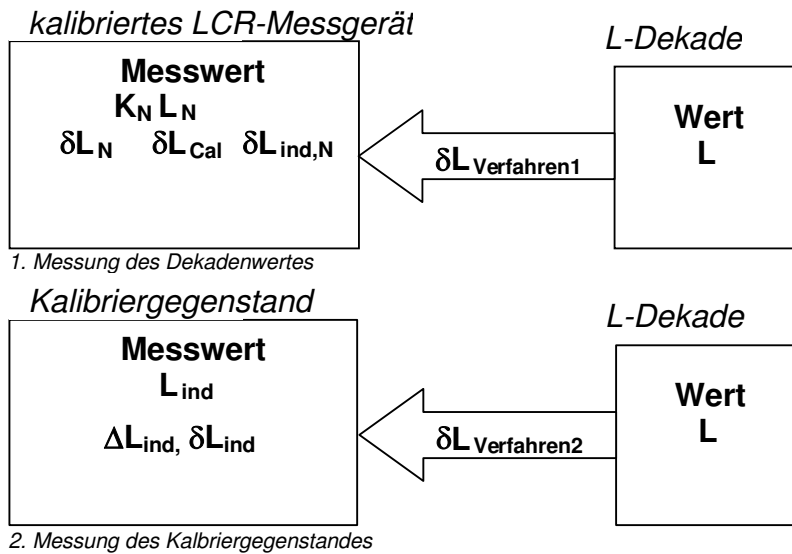 kalibriertes LCR-Messgerät
L-Dekade
Messwert
K_N L_N
δL_N δL_Cal δL_ind,N
δL_Verfahren1
Wert
L
1. Messung des Dekadenwertes
Kalibriergegenstand
L-Dekade
Messwert
L_ind
ΔL_ind, δL_ind
δL_Verfahren2
Wert
L
2. Messung des Kalbriergegenstandes